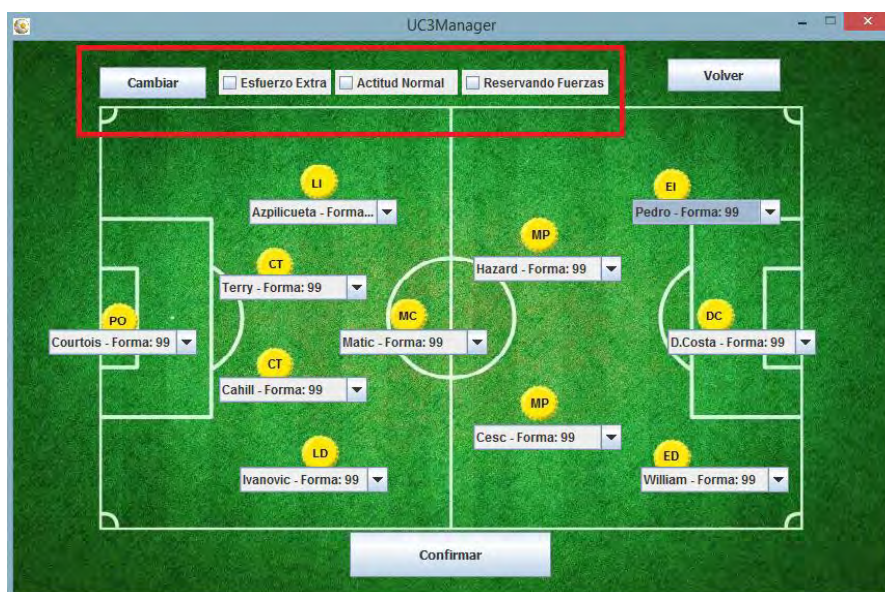 UC3Manager
Cambiar
Esfuerzo Extra
Actitud Normal
Reservando Fuerzas
Volver
LI
Azpilicueta - Forma...
EI
Pedro - Forma: 99
MP
Hazard - Forma: 99
CT
Terry - Forma: 99
PO
Courtois - Forma: 99
MC
Matic - Forma: 99
DC
D.Costa - Forma: 99
CT
Cahill - Forma: 99
MP
Cesc - Forma: 99
LD
Ivanovic - Forma: 99
ED
William - Forma: 99
Confirmar